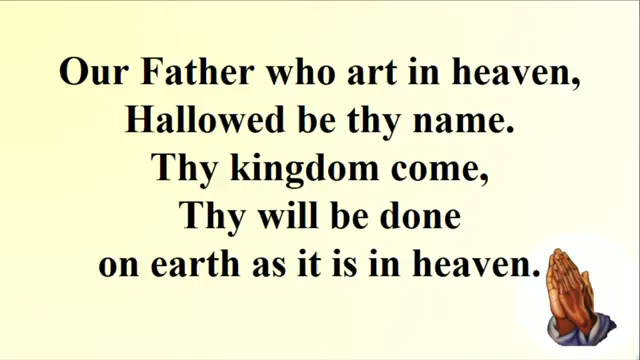 Our Father who art in heaven,
Hallowed be thy name.
Thy kingdom come,
Thy will be done
on earth as it is in heaven.